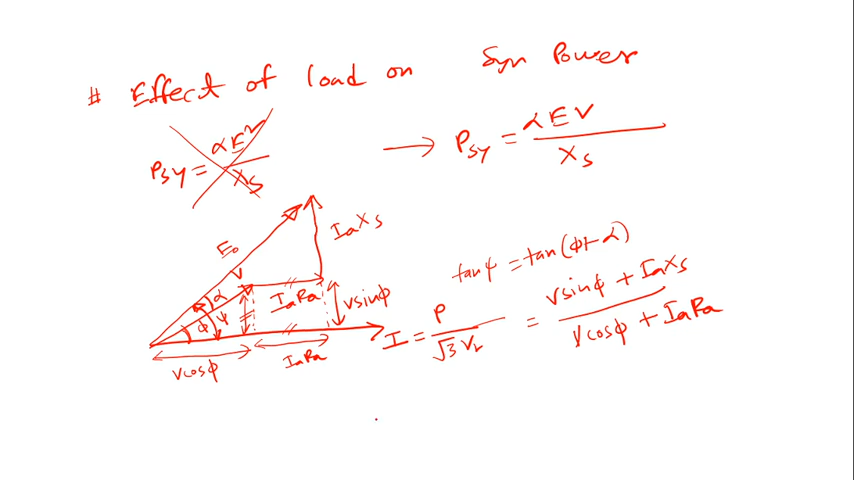 # Effect of load on Syn Power
Psy = αE²/Xs
→ Psy = αEV/Xs
E₀
IaXs
V
α
ϕ
ψ
IaRa
Vsinϕ
Vcosϕ
IaRa
tanψ = tan(ϕ+α)
= Vsinϕ + IaXs / Vcosϕ + IaRa
I = P/√3 VL